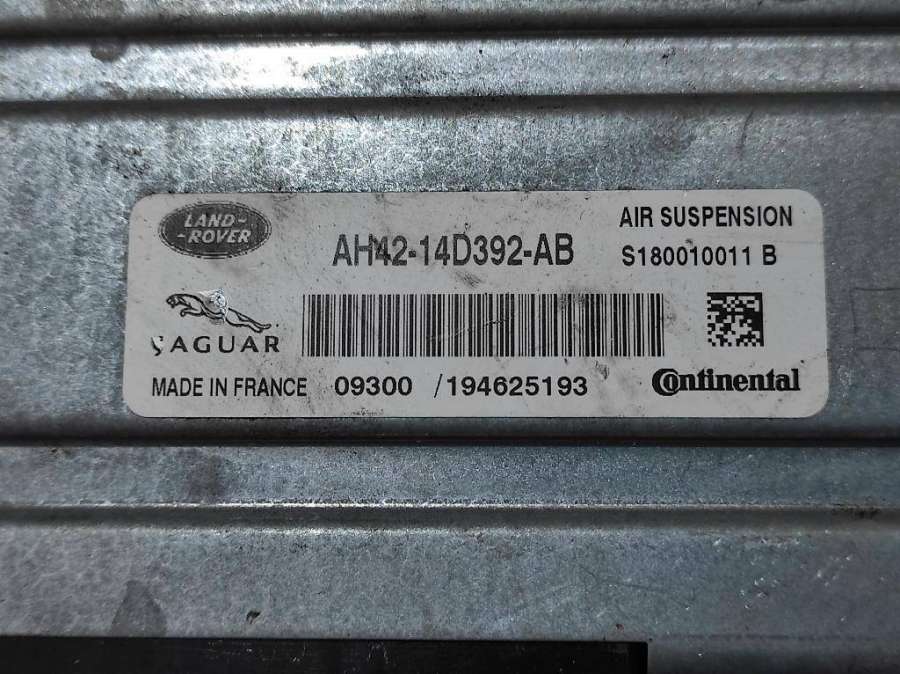 LAND-
-ROVER
AH42-14D392-AB
AIR SUSPENSION
S180010011 B
JAGUAR
MADE IN FRANCE
09300 /194625193
Continental